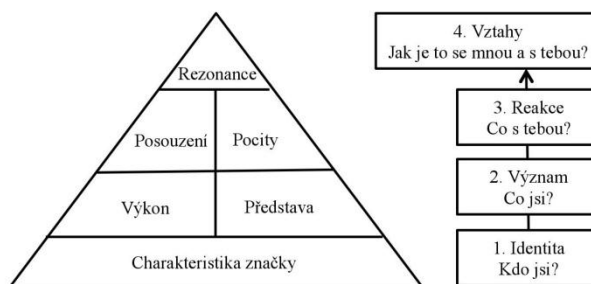 Rezonance
Posouzení
Pocity
Výkon
Představa
Charakteristika značky
4. Vztahy
Jak je to se mnou a s tebou?
3. Reakce
Co s tebou?
2. Význam
Co jsi?
1. Identita
Kdo jsi?